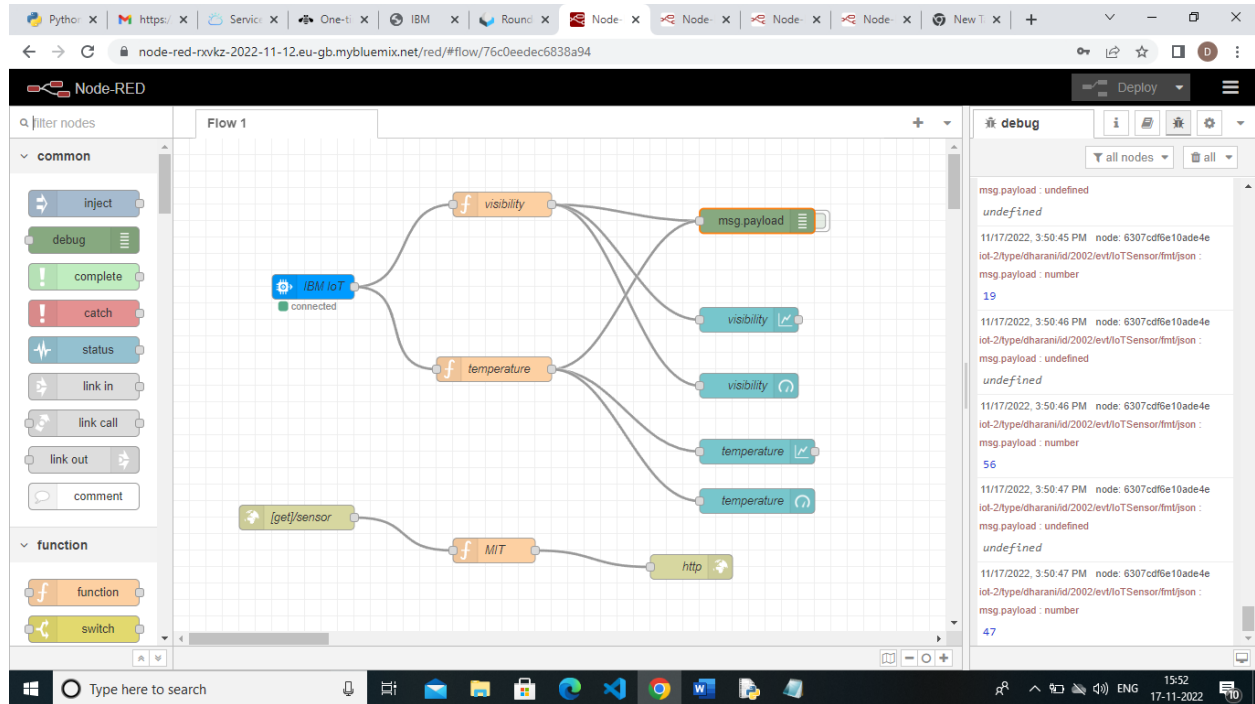 Python
https:/
Service
One-ti
IBM
Round
Node-
Node-
Node-
Node-
New T
node-red-rxvkz-2022-11-12.eu-gb.mybluemix.net/red/#flow/76c0eedec6838a94
D
Node-RED
Deploy
filter nodes
common
inject
debug
complete
catch
status
link in
link call
link out
comment
function
function
switch
Flow 1
visibility
msg.payload
IBM IoT
connected
visibility
temperature
visibility
temperature
temperature
[get]/sensor
MIT
http
debug
i
all nodes
all
msg.payload : undefined
undefined
11/17/2022, 3:50:45 PM node: 6307cdf6e10ade4e
iot-2/type/dharani/id/2002/evt/IoTSensor/fmt/json :
msg.payload : number
19
11/17/2022, 3:50:46 PM node: 6307cdf6e10ade4e
iot-2/type/dharani/id/2002/evt/IoTSensor/fmt/json :
msg.payload : undefined
undefined
11/17/2022, 3:50:46 PM node: 6307cdf6e10ade4e
iot-2/type/dharani/id/2002/evt/IoTSensor/fmt/json :
msg.payload : number
56
11/17/2022, 3:50:47 PM node: 6307cdf6e10ade4e
iot-2/type/dharani/id/2002/evt/IoTSensor/fmt/json :
msg.payload : undefined
undefined
11/17/2022, 3:50:47 PM node: 6307cdf6e10ade4e
iot-2/type/dharani/id/2002/evt/IoTSensor/fmt/json :
msg.payload : number
47
Type here to search
ENG
15:52
17-11-2022
10